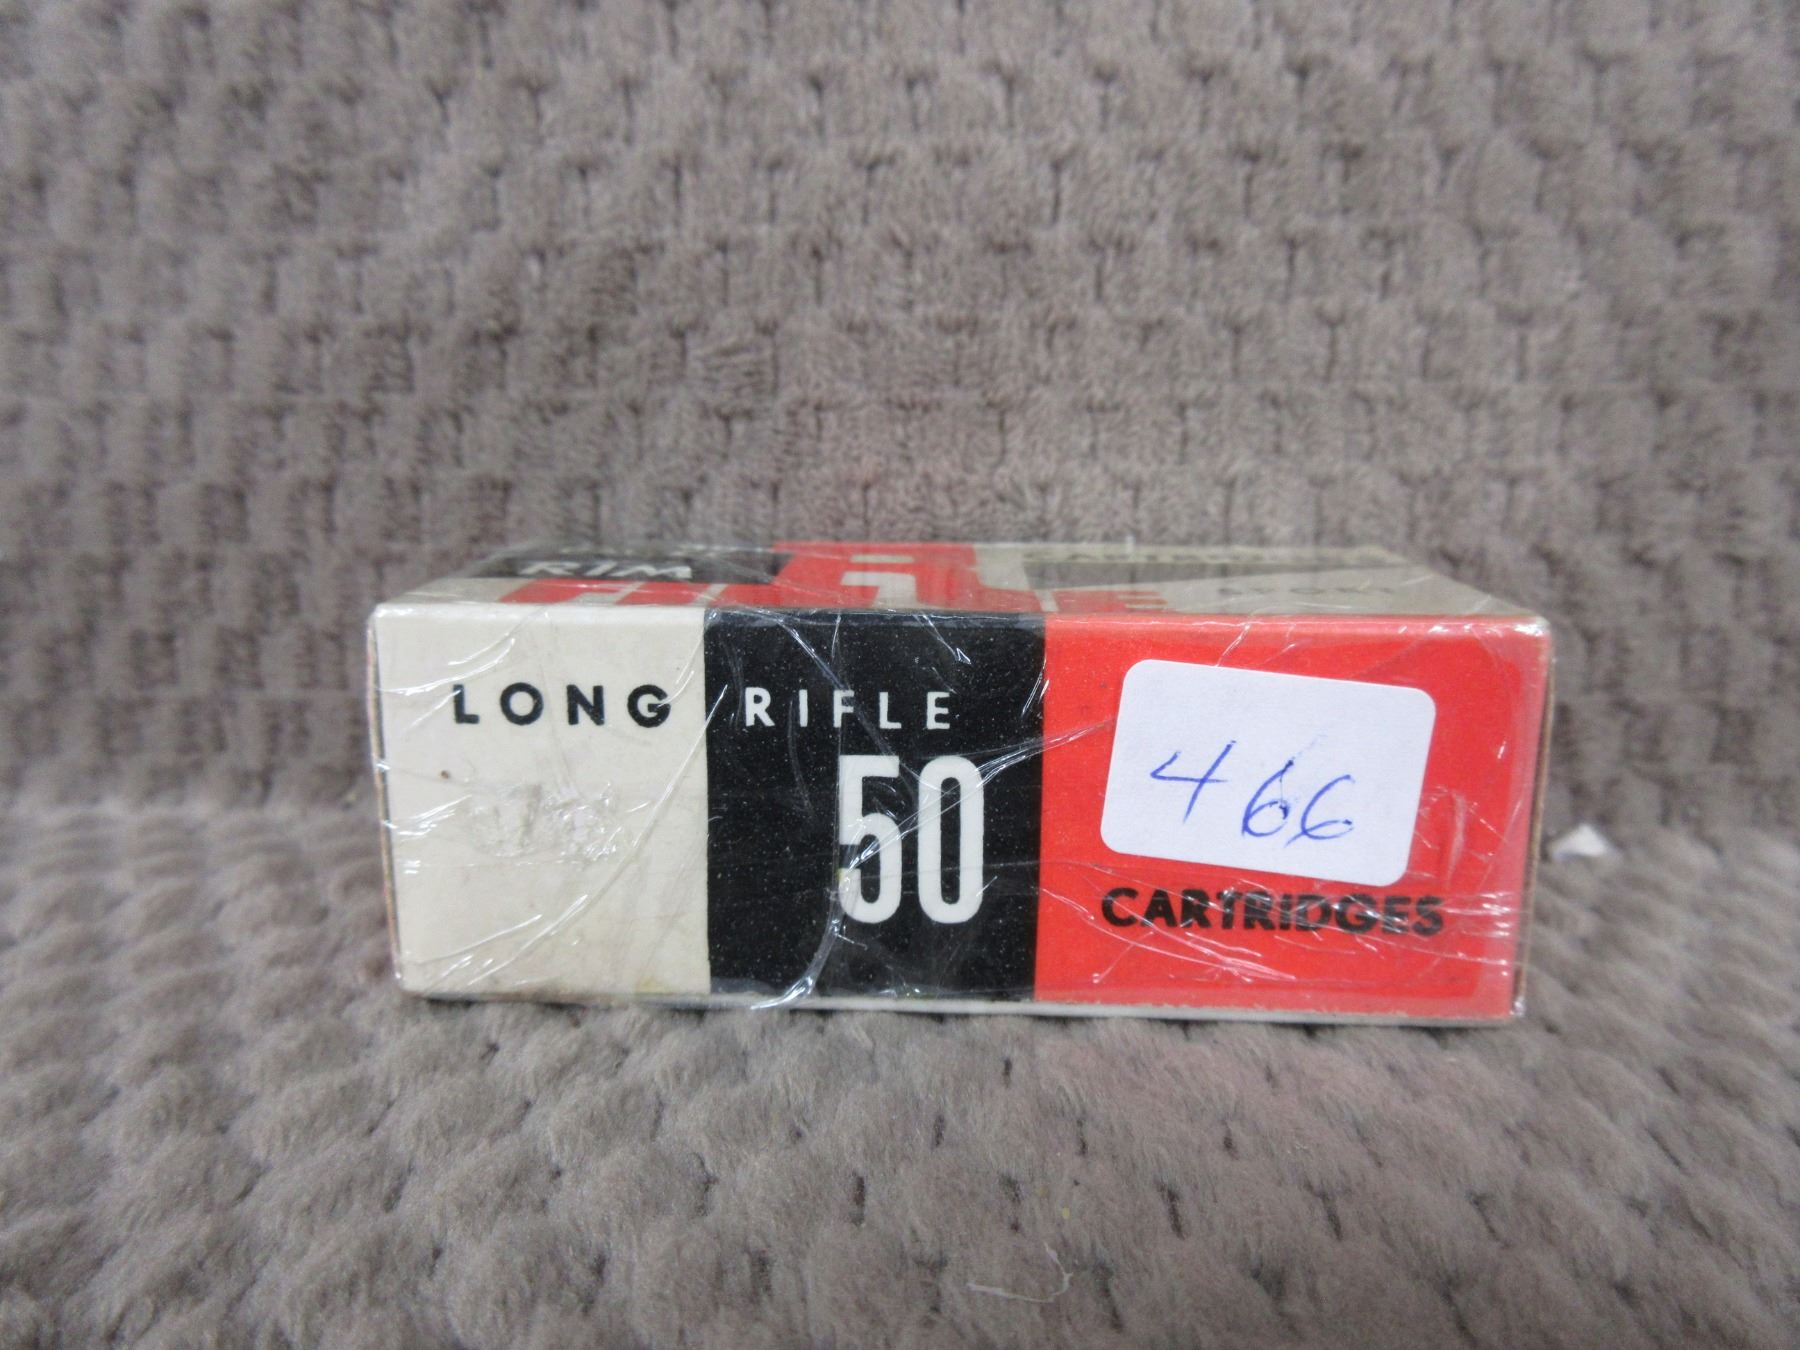 RIM
LONG RIFLE
50
466
CARTRIDGES